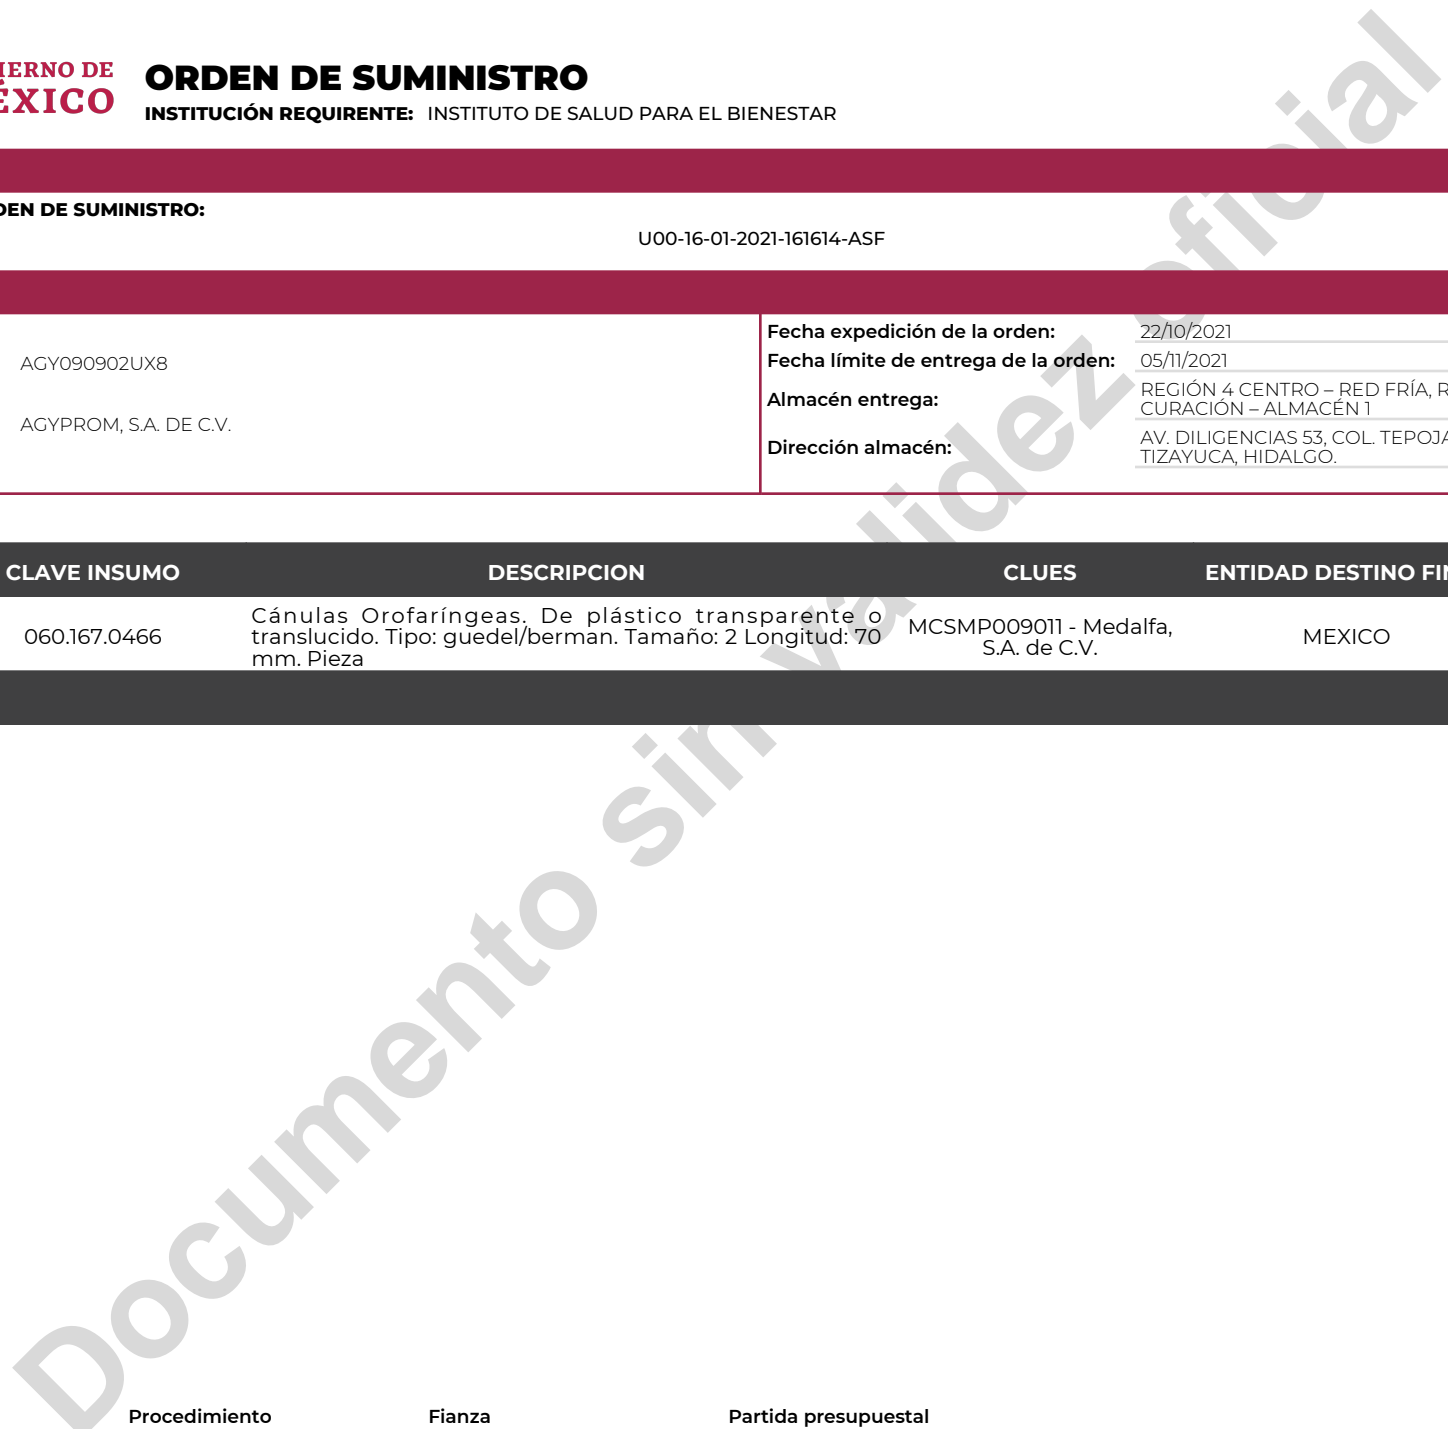 IERNO DE
ÉXICO
ORDEN DE SUMINISTRO
INSTITUCIÓN REQUIRENTE: INSTITUTO DE SALUD PARA EL BIENESTAR
DEN DE SUMINISTRO:
U00-16-01-2021-161614-ASF
AGY090902UX8
AGYPROM, S.A. DE C.V.
Fecha expedición de la orden: 22/10/2021
Fecha límite de entrega de la orden: 05/11/2021
Almacén entrega: REGIÓN 4 CENTRO – RED FRÍA, R
CURACIÓN – ALMACÉN 1
Dirección almacén: AV. DILIGENCIAS 53, COL. TEPOJA
TIZAYUCA, HIDALGO.
CLAVE INSUMO DESCRIPCION CLUES ENTIDAD DESTINO FIN
060.167.0466
Cánulas Orofaríngeas. De plástico transparente o
translucido. Tipo: guedel/berman. Tamaño: 2 Longitud: 70
mm. Pieza
MCSMP009011 - Medalfa,
S.A. de C.V.
MEXICO
Documento sin validez oficial
Procedimiento Fianza Partida presupuestal